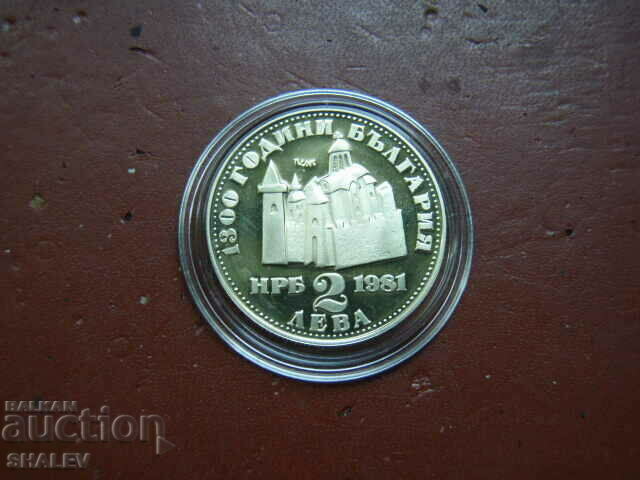 1300 ГОДИНИ БЪЛГАРИЯ
НРБ 2 1981
ЛЕВА
BALKAN
auction
SHALEV